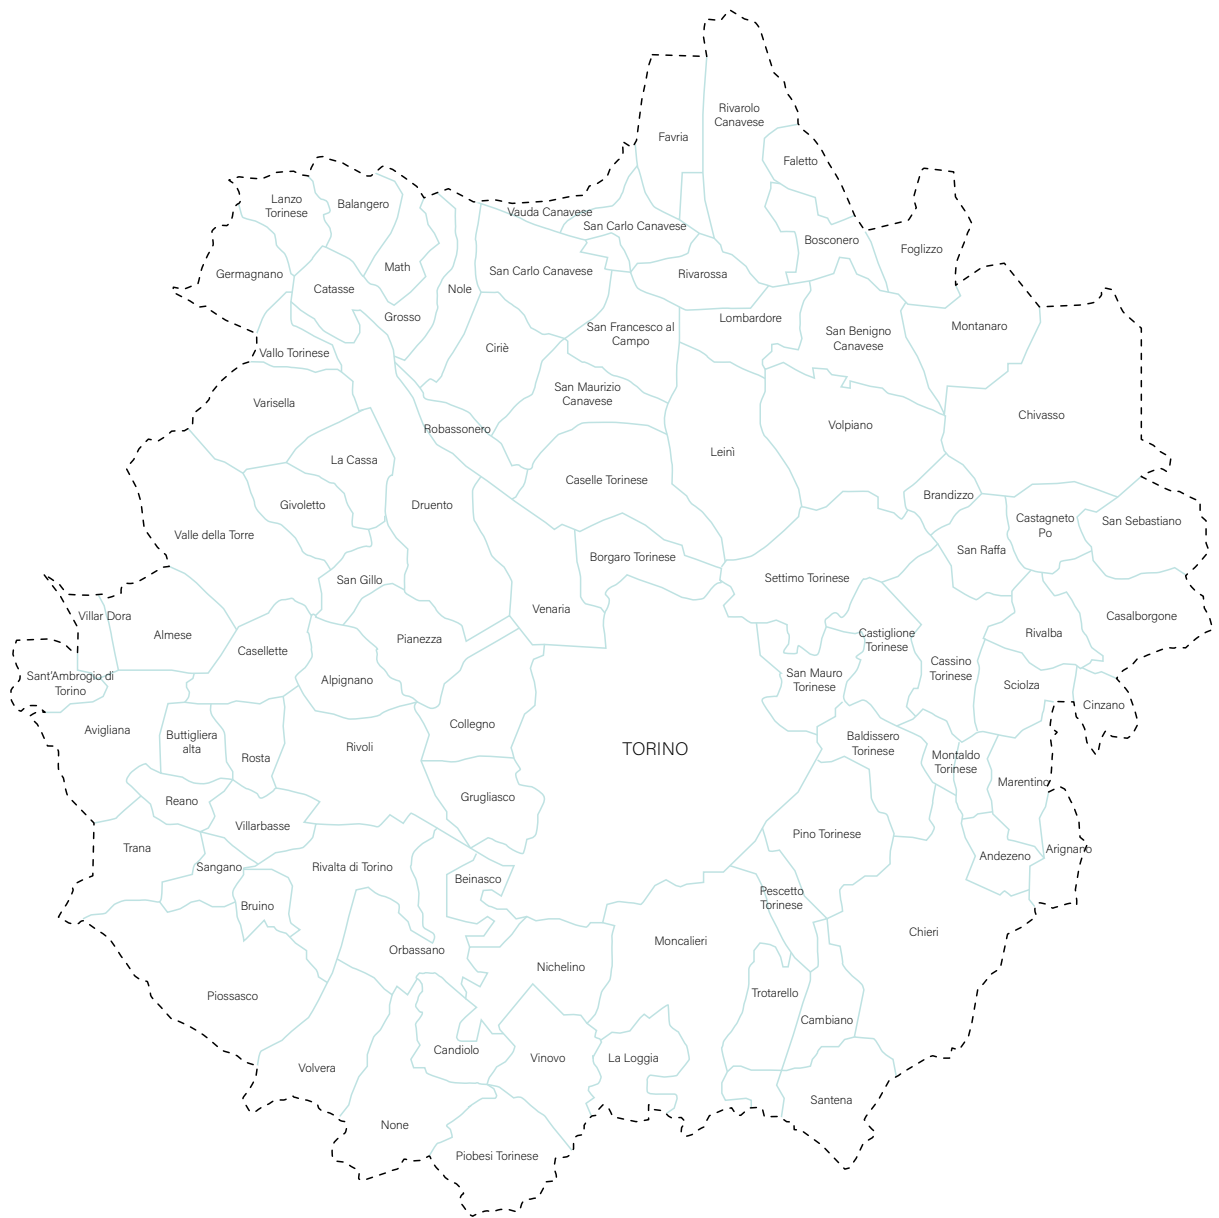 Rivarolo
Canavese
Favria
Faletto
Lanzo
Torinese
Balangero
Vauda Canavese
San Carlo Canavese
Bosconero
Foglizzo
Germagnano
Math
San Carlo Canavese
Rivarossa
Catasse
Nole
Grosso
Lombardore
San Francesco al
Campo
San Benigno
Canavese
Montanaro
Vallo Torinese
Ciriè
San Maurizio
Canavese
Varisella
Chivasso
Robassonero
Volpiano
Leinì
La Cassa
Caselle Torinese
Brandizzo
Givoletto
Druento
Castagneto
Po
San Sebastiano
Valle della Torre
San Raffa
Borgaro Torinese
San Gillo
Settimo Torinese
Villar Dora
Venaria
Casalborgone
Almese
Pianezza
Castiglione
Torinese
Rivalba
Casellette
Cassino
Torinese
Sant'Ambrogio di
Torino
Alpignano
San Mauro
Torinese
Sciolza
Cinzano
Avigliana
Collegno
Buttigliera
alta
Rosta
Rivoli
TORINO
Baldissero
Torinese
Montaldo
Torinese
Marentino
Reano
Grugliasco
Villarbasse
Pino Torinese
Trana
Sangano
Rivalta di Torino
Andezeno
Arignano
Beinasco
Bruino
Pescetto
Torinese
Chieri
Orbassano
Moncalieri
Nichelino
Piossasco
Trotarello
Cambiano
Candiolo
Vinovo
La Loggia
Volvera
Santena
None
Piobesi Torinese